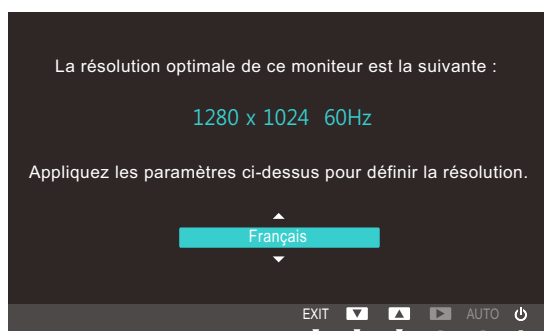 La résolution optimale de ce moniteur est la suivante :
1280 x 1024 60Hz
Appliquez les paramètres ci-dessus pour définir la résolution.
Français
EXIT AUTO